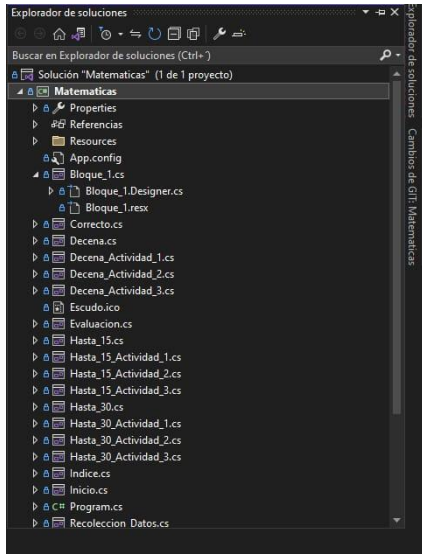 Explorador de soluciones
Buscar en Explorador de soluciones (Ctrl+´)
Solución "Matematicas" (1 de 1 proyecto)
C# Matematicas
Properties
Referencias
Resources
App.config
Bloque_1.cs
Bloque_1.Designer.cs
Bloque_1.resx
Correcto.cs
Decena.cs
Decena_Actividad_1.cs
Decena_Actividad_2.cs
Decena_Actividad_3.cs
Escudo.ico
Evaluacion.cs
Hasta_15.cs
Hasta_15_Actividad_1.cs
Hasta_15_Actividad_2.cs
Hasta_15_Actividad_3.cs
Hasta_30.cs
Hasta_30_Actividad_1.cs
Hasta_30_Actividad_2.cs
Hasta_30_Actividad_3.cs
Indice.cs
Inicio.cs
C# Program.cs
Recoleccion_Datos.cs
Explorador de soluciones
Cambios de GIT: Matematicas